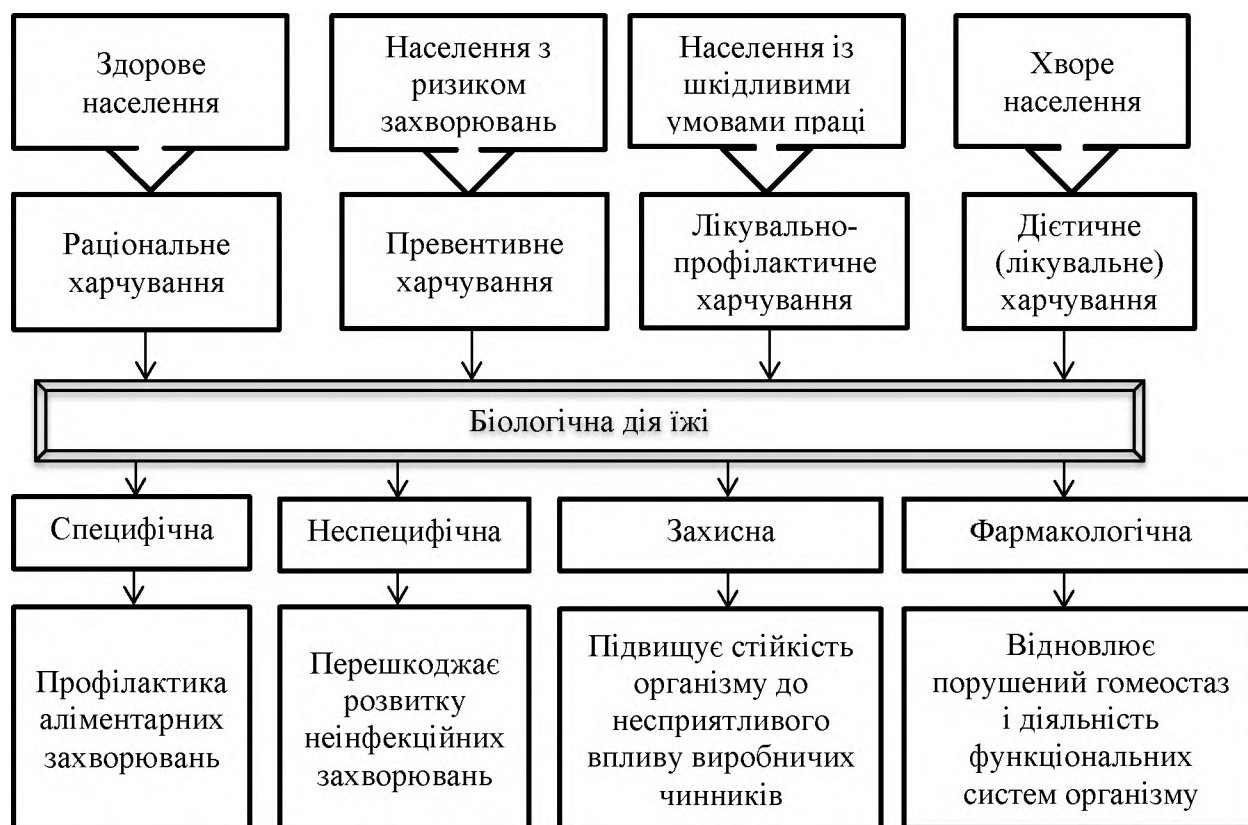 Здорове
населення
Населення з
ризиком
захворювань
Населення із
шкідливими
умовами праці
Хворе
населення
Раціональне
харчування
Превентивне
харчування
Лікувально-
профілактичне
харчування
Дієтичне
(лікувальне)
харчування
Біологічна дія їжі
Специфічна
Неспецифічна
Захисна
Фармакологічна
Профілактика
аліментарних
захворювань
Перешкоджає
розвитку
неінфекційних
захворювань
Підвищує стійкість
організму до
несприятливого
впливу виробничих
чинників
Відновлює
порушений гомеостаз
і діяльність
функціональних
систем організму